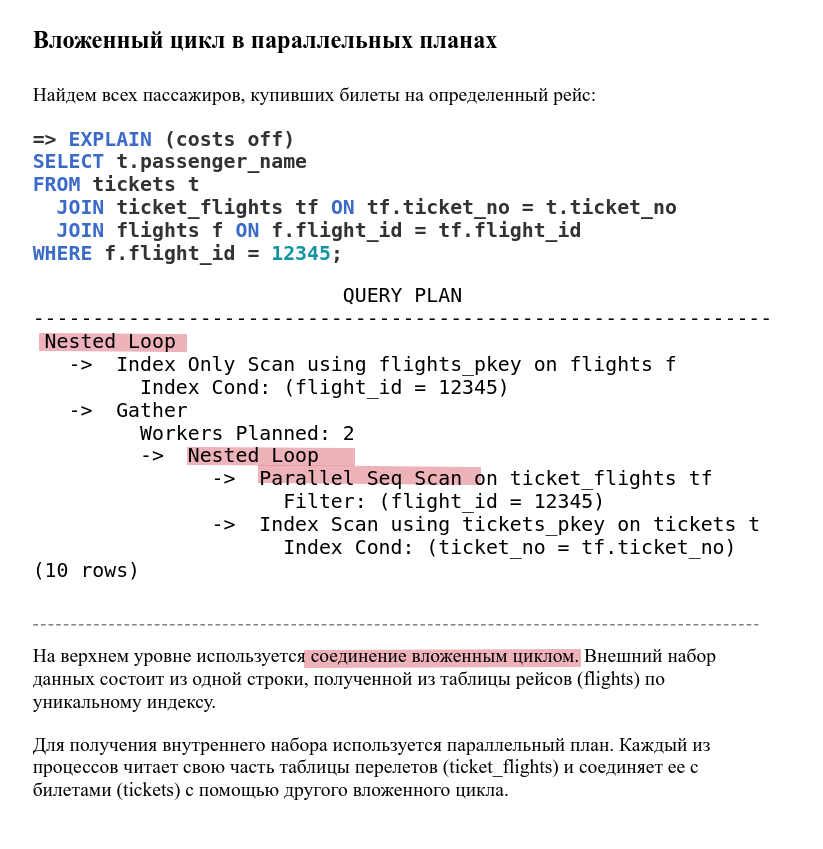 Вложенный цикл в параллельных планах
Найдем всех пассажиров, купивших билеты на определенный рейс:
=> EXPLAIN (costs off)
SELECT t.passenger_name
FROM tickets t
  JOIN ticket_flights tf ON tf.ticket_no = t.ticket_no
  JOIN flights f ON f.flight_id = tf.flight_id
WHERE f.flight_id = 12345;
                          QUERY PLAN
--------------------------------------------------------------
 Nested Loop
   ->  Index Only Scan using flights_pkey on flights f
         Index Cond: (flight_id = 12345)
   ->  Gather
         Workers Planned: 2
         ->  Nested Loop
               ->  Parallel Seq Scan on ticket_flights tf
                     Filter: (flight_id = 12345)
               ->  Index Scan using tickets_pkey on tickets t
                     Index Cond: (ticket_no = tf.ticket_no)
(10 rows)
На верхнем уровне используется соединение вложенным циклом. Внешний набор
данных состоит из одной строки, полученной из таблицы рейсов (flights) по
уникальному индексу.
Для получения внутреннего набора используется параллельный план. Каждый из
процессов читает свою часть таблицы перелетов (ticket_flights) и соединяет ее с
билетами (tickets) с помощью другого вложенного цикла.